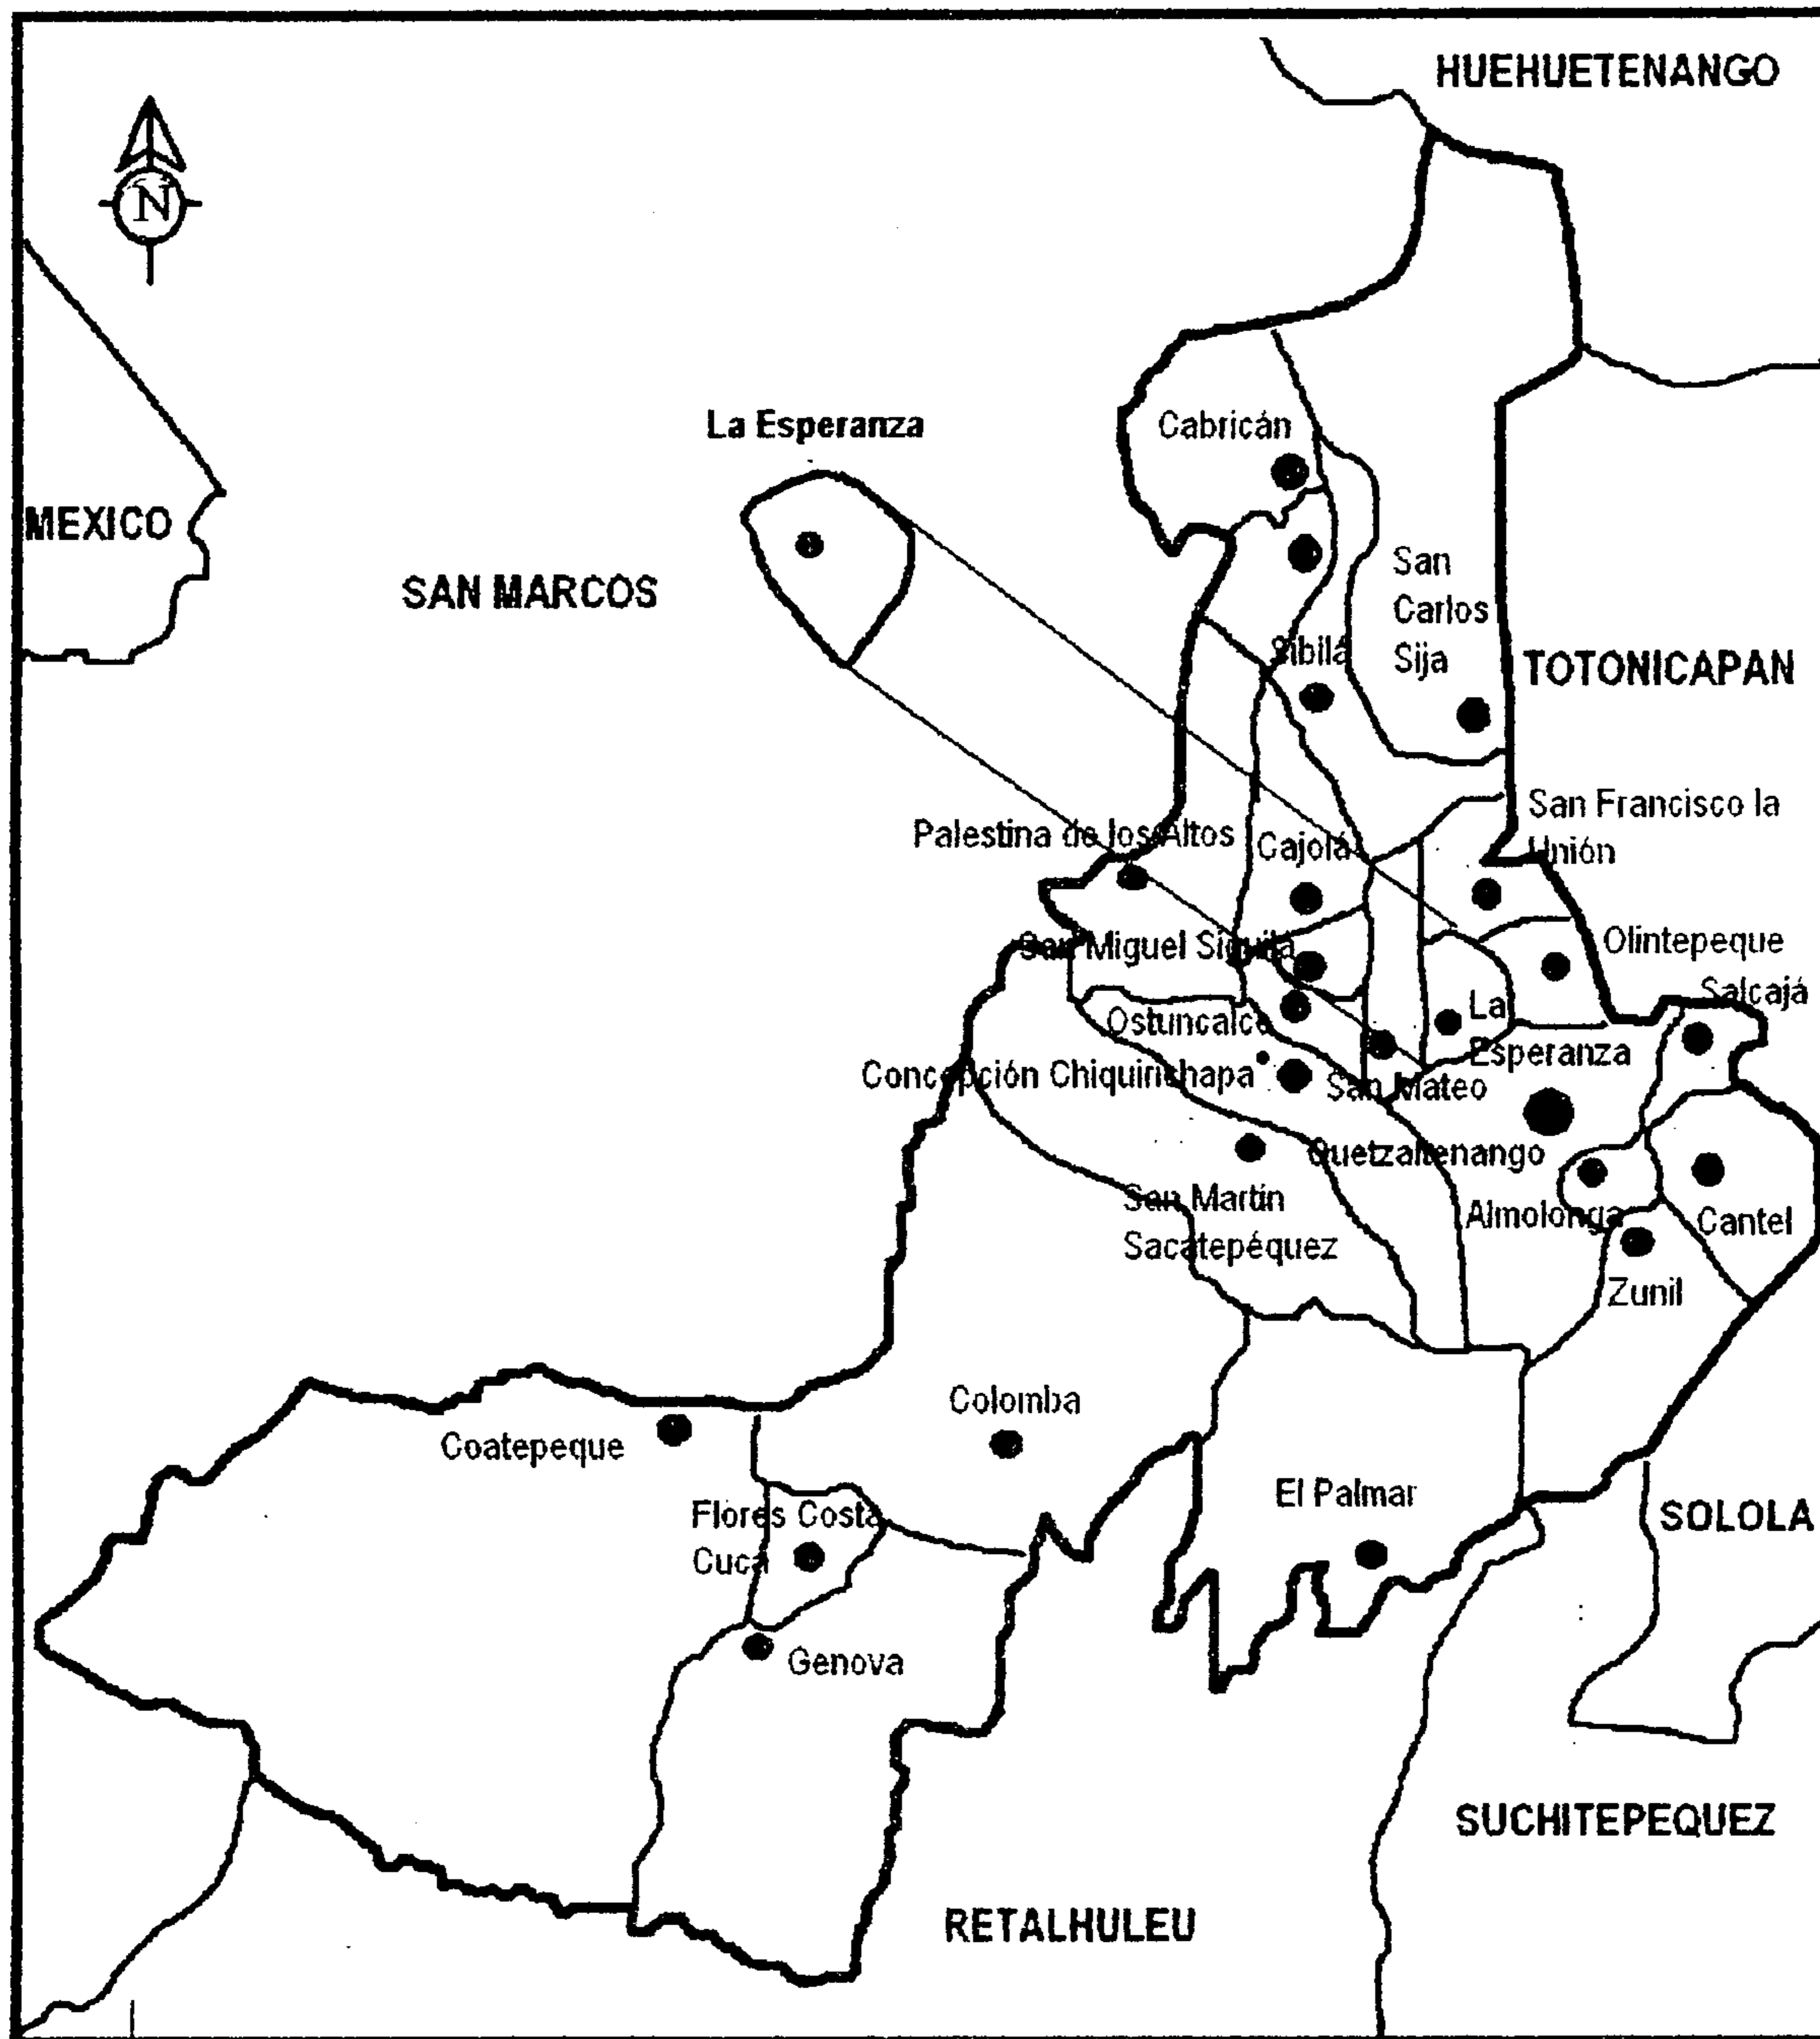 HUEHUETENANGO
N
La Esperanza
Cabricán
MEXICO
SAN MARCOS
San
Carlos
Sija
Sibilá
TOTONICAPAN
San Francisco la
Unión
Palestina de los Altos
Cajolá
San Miguel Siguilá
Olintepeque
Salcajá
Ostuncalco
La
Esperanza
Concepción Chiquirichapa
San Mateo
Quetzaltenango
San Martín
Sacatepéquez
Almolonga
Cantel
Zunil
Colomba
Coatepeque
El Palmar
Flores Costa
Cuca
SOLOLA
Genova
SUCHITEPEQUEZ
RETALHULEU